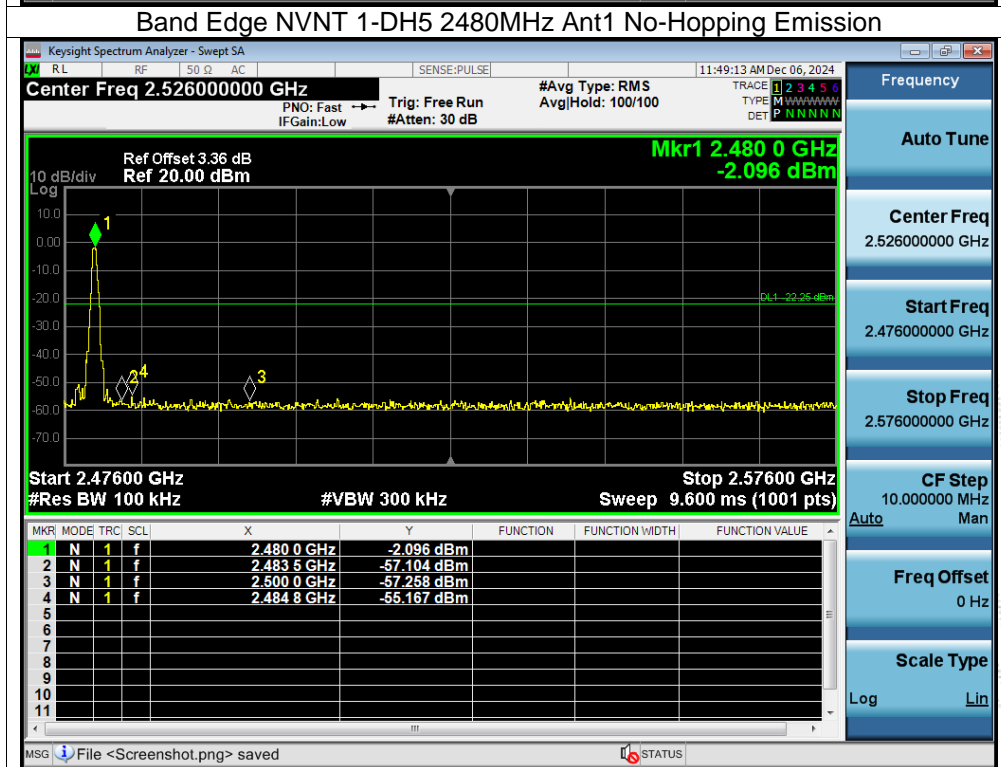 Band Edge NVNT 1-DH5 2480MHz Ant1 No-Hopping Emission
Keysight Spectrum Analyzer - Swept SA
LXI RL RF 50 Ω AC SENSE:PULSE 11:49:13 AM Dec 06, 2024
Center Freq 2.526000000 GHz #Avg Type: RMS TRACE 1 2 3 4 5 6
PNO: Fast Trig: Free Run Avg|Hold: 100/100 TYPE M WWWWW
IFGain:Low #Atten: 30 dB DET P N N N N N
Frequency
Auto Tune
Center Freq
2.526000000 GHz
Start Freq
2.476000000 GHz
Stop Freq
2.576000000 GHz
CF Step
10.000000 MHz
Auto Man
Freq Offset
0 Hz
Scale Type
Log Lin
Mkr1 2.480 0 GHz
-2.096 dBm
Ref Offset 3.36 dB
10 dB/div Ref 20.00 dBm
Log
10.0
0.00
-10.0
-20.0
-30.0
-40.0
-50.0
-60.0
-70.0
1
2 4
3
DL1 -22.25 dBm
Start 2.47600 GHz Stop 2.57600 GHz
#Res BW 100 kHz #VBW 300 kHz Sweep 9.600 ms (1001 pts)
MKR MODE TRC SCL X Y FUNCTION FUNCTION WIDTH FUNCTION VALUE
1 N 1 f 2.480 0 GHz -2.096 dBm
2 N 1 f 2.483 5 GHz -57.104 dBm
3 N 1 f 2.500 0 GHz -57.258 dBm
4 N 1 f 2.484 8 GHz -55.167 dBm
5
6
7
8
9
10
11
MSG File <Screenshot.png> saved STATUS